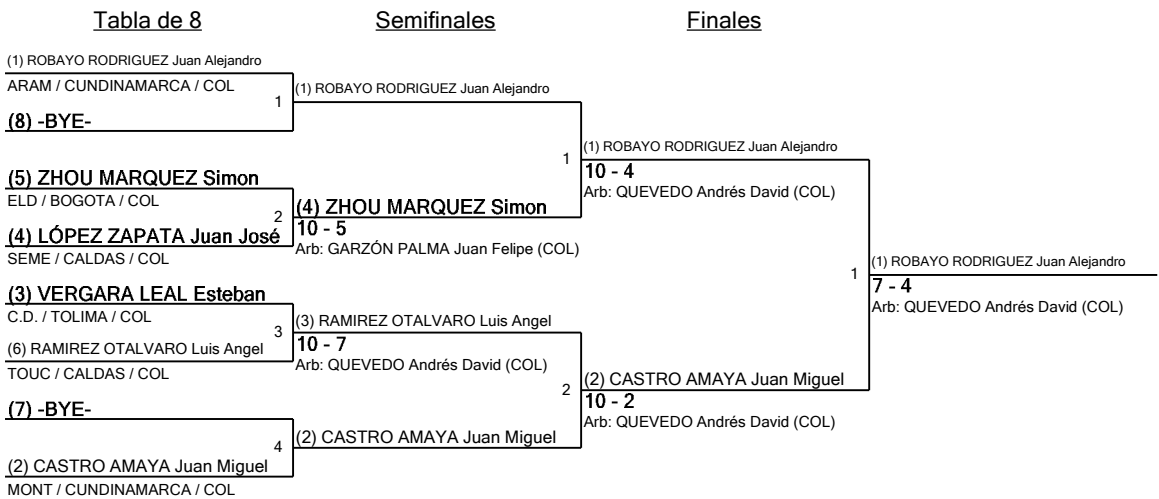 Tabla de 8
Semifinales
Finales
(1) ROBAYO RODRIGUEZ Juan Alejandro
ARAM / CUNDINAMARCA / COL
1
(8) -BYE-
(5) ZHOU MARQUEZ Simon
ELD / BOGOTA / COL
2
(4) LÓPEZ ZAPATA Juan José
SEME / CALDAS / COL
(3) VERGARA LEAL Esteban
C.D. / TOLIMA / COL
3
(6) RAMIREZ OTALVARO Luis Angel
TOUC / CALDAS / COL
(7) -BYE-
4
(2) CASTRO AMAYA Juan Miguel
MONT / CUNDINAMARCA / COL
(1) ROBAYO RODRIGUEZ Juan Alejandro
1
(4) ZHOU MARQUEZ Simon
10 - 5
Arb: GARZÓN PALMA Juan Felipe (COL)
(3) RAMIREZ OTALVARO Luis Angel
10 - 7
Arb: QUEVEDO Andrés David (COL)
2
(2) CASTRO AMAYA Juan Miguel
(1) ROBAYO RODRIGUEZ Juan Alejandro
10 - 4
Arb: QUEVEDO Andrés David (COL)
1
(2) CASTRO AMAYA Juan Miguel
10 - 2
Arb: QUEVEDO Andrés David (COL)
(1) ROBAYO RODRIGUEZ Juan Alejandro
7 - 4
Arb: QUEVEDO Andrés David (COL)